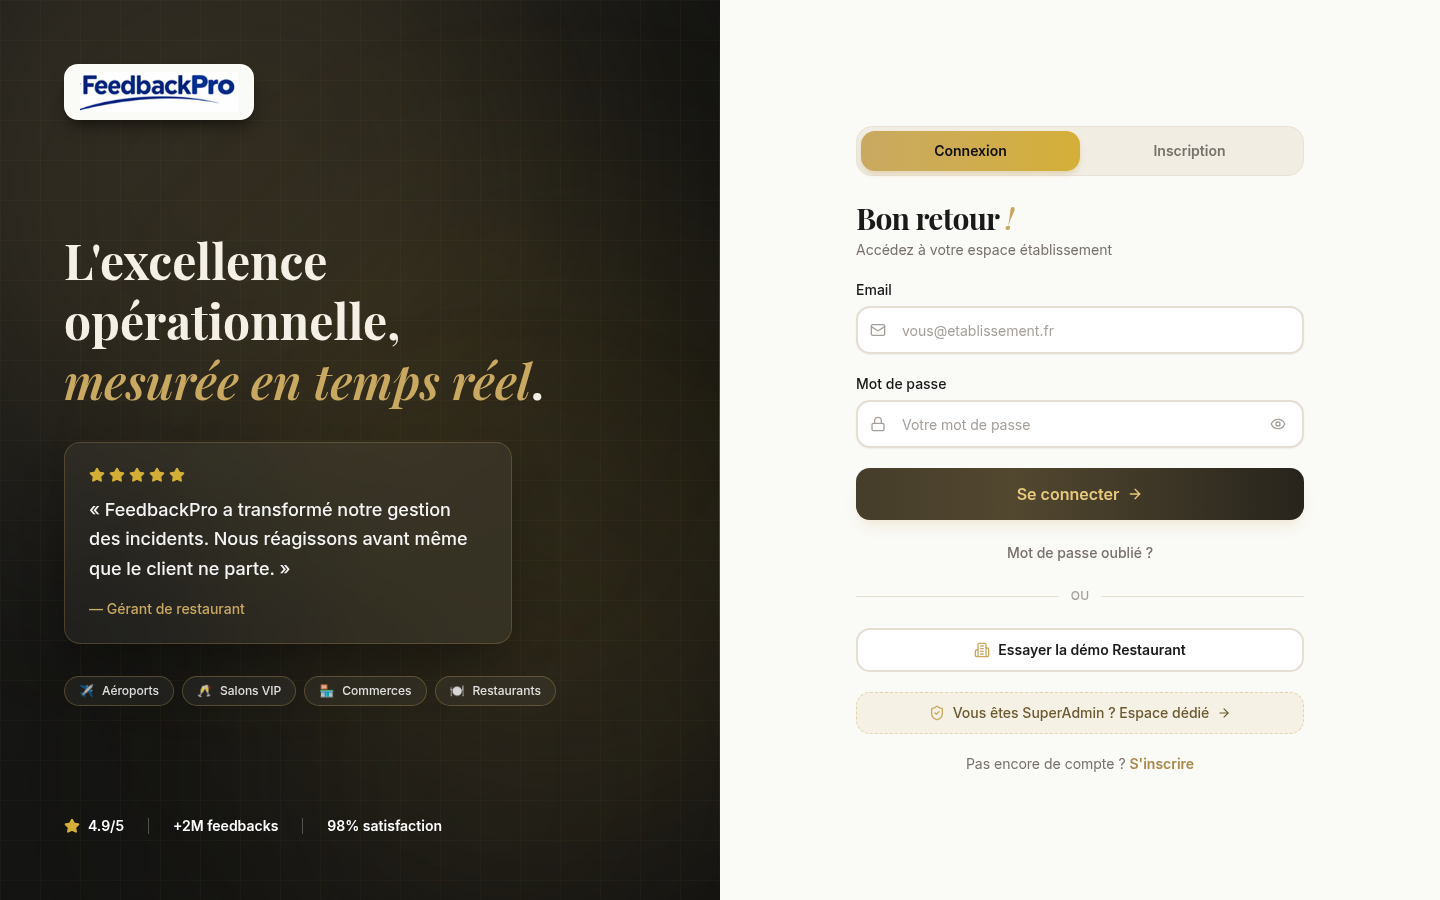 FeedbackPro
L'excellence
opérationnelle,
mesurée en temps réel.
« FeedbackPro a transformé notre gestion
des incidents. Nous réagissons avant même
que le client ne parte. »
— Gérant de restaurant
Aéroports
Salons VIP
Commerces
Restaurants
4.9/5
+2M feedbacks
98% satisfaction
Connexion
Inscription
Bon retour !
Accédez à votre espace établissement
Email
vous@etablissement.fr
Mot de passe
Votre mot de passe
Se connecter →
Mot de passe oublié ?
OU
Essayer la démo Restaurant
Vous êtes SuperAdmin ? Espace dédié →
Pas encore de compte ? S'inscrire